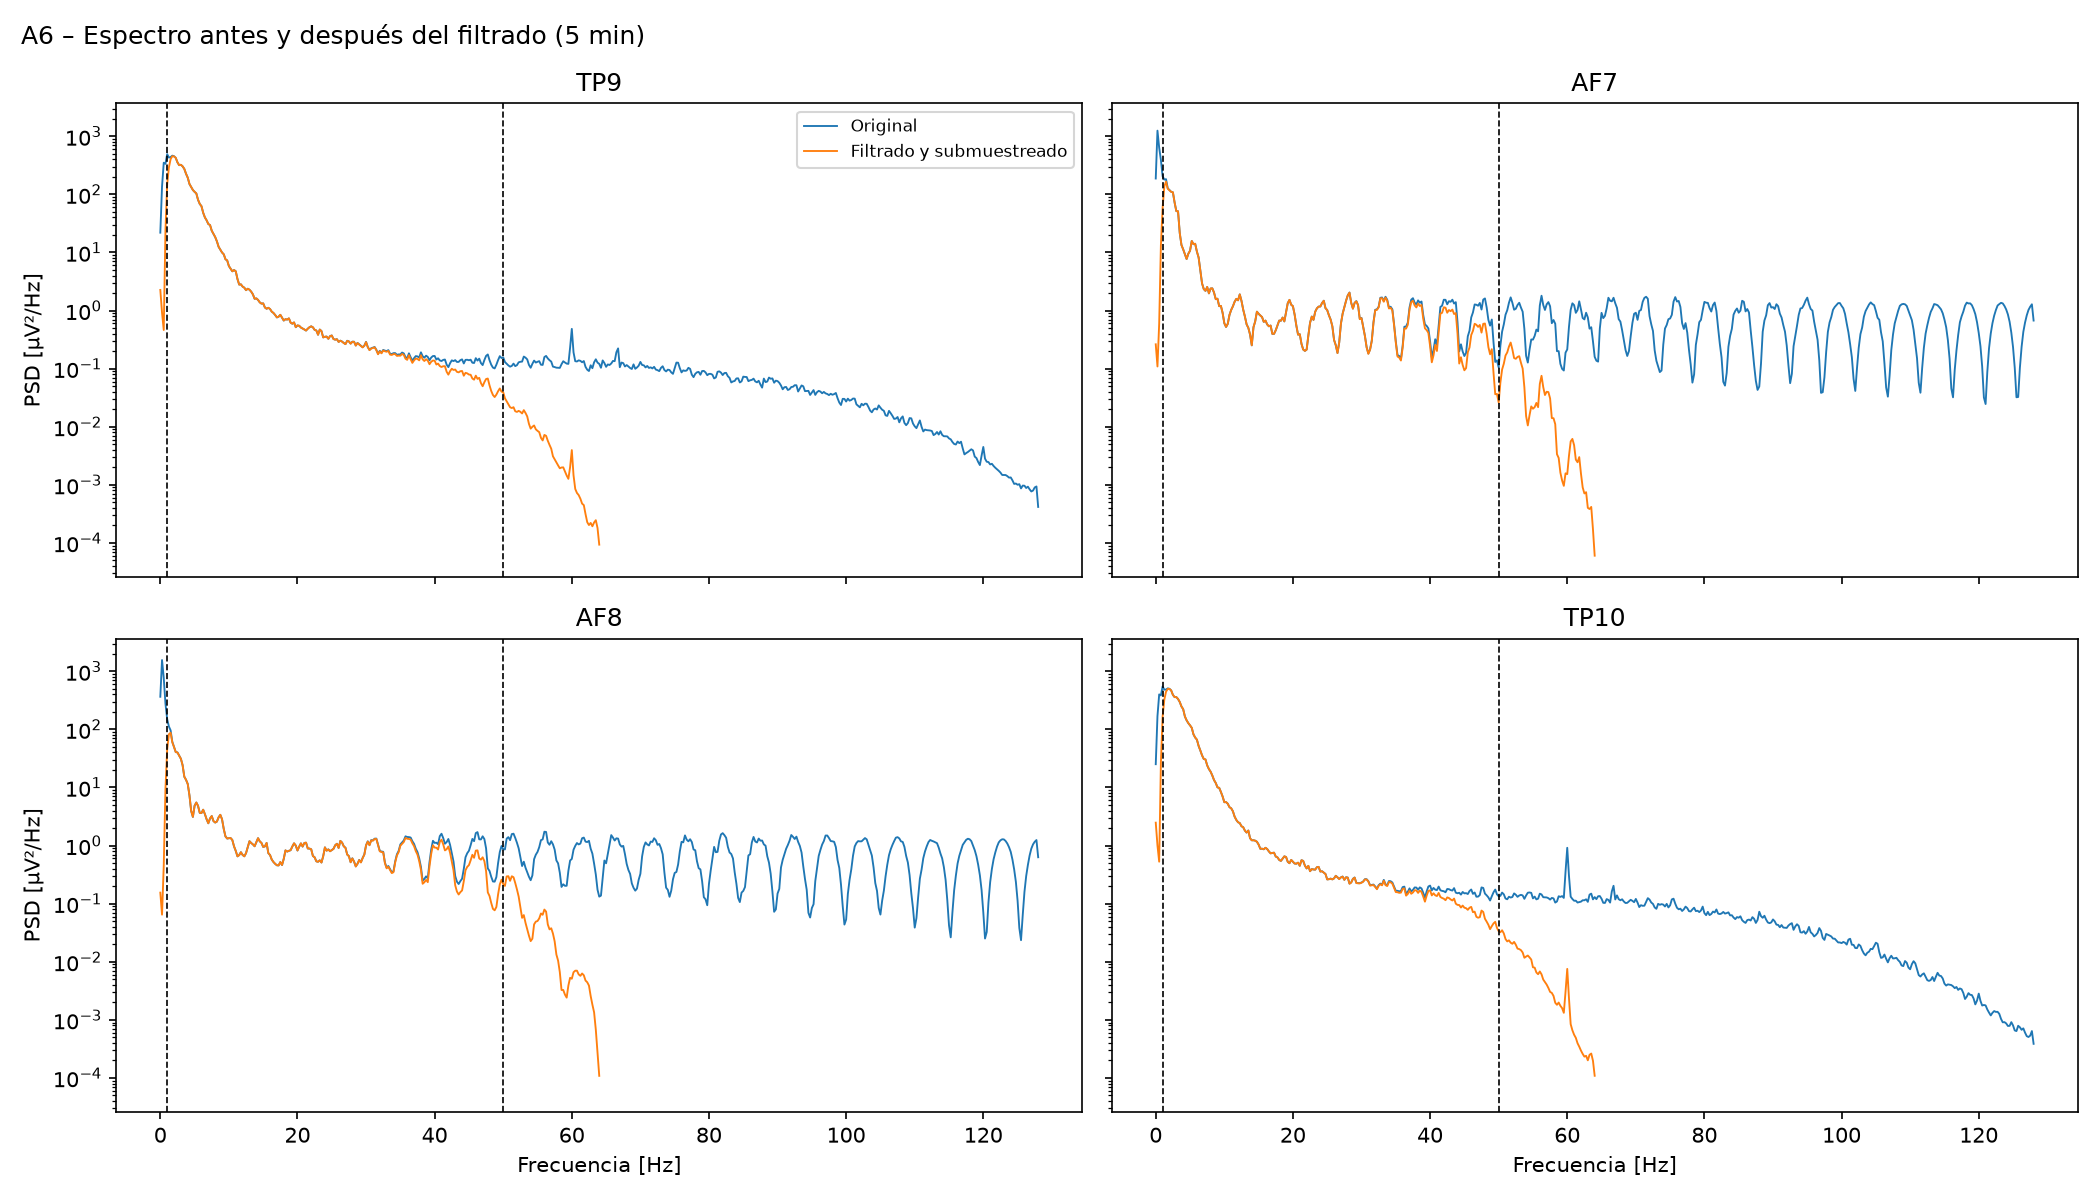 A6 – Espectro antes y después del filtrado (5 min)
TP9
AF7
Original
Filtrado y submuestreado
PSD [µV²/Hz]
10³
10²
10¹
10⁰
10⁻¹
10⁻²
10⁻³
10⁻⁴
AF8
TP10
PSD [µV²/Hz]
10³
10²
10¹
10⁰
10⁻¹
10⁻²
10⁻³
10⁻⁴
0 20 40 60 80 100 120
0 20 40 60 80 100 120
Frecuencia [Hz]
Frecuencia [Hz]